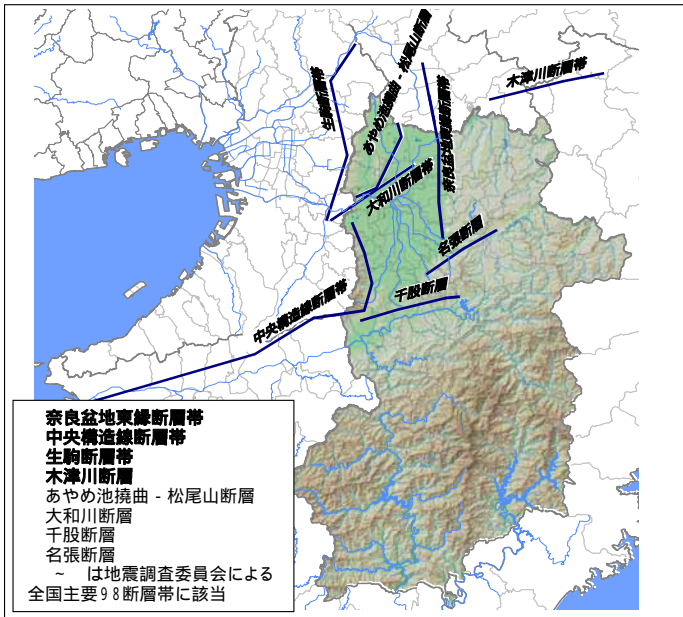 生駒断層帯
あやめ池撓曲 - 松尾山断層
奈良盆地東縁断層帯
木津川断層帯
大和川断層帯
名張断層
千股断層
中央構造線断層帯
奈良盆地東縁断層帯
中央構造線断層帯
生駒断層帯
木津川断層
あやめ池撓曲 - 松尾山断層
大和川断層
千股断層
名張断層
~ は地震調査委員会による
全国主要98断層帯に該当